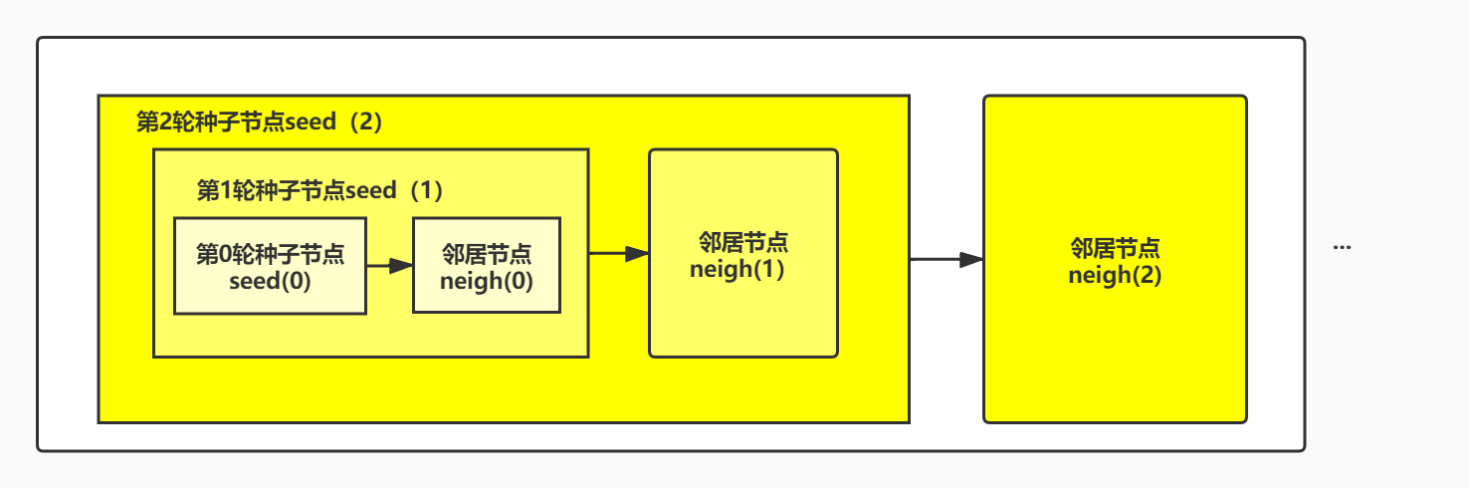 第2轮种子节点seed（2）
第1轮种子节点seed（1）
第0轮种子节点
seed(0)
邻居节点
neigh(0)
邻居节点
neigh(1)
邻居节点
neigh(2)
...